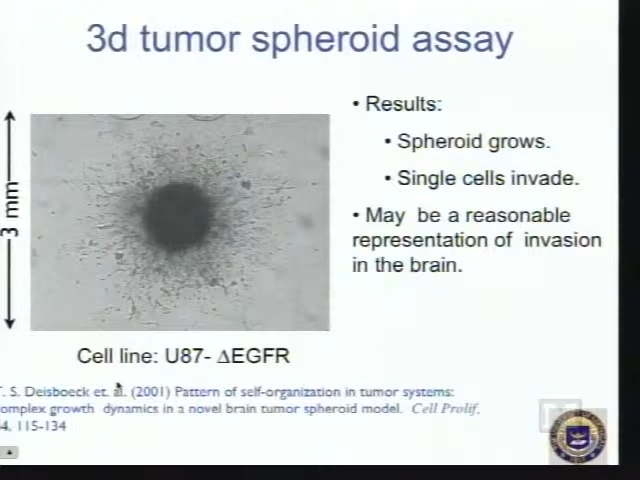 3d tumor spheroid assay
• Results:
• Spheroid grows.
• Single cells invade.
• May be a reasonable
representation of invasion
in the brain.
3 mm
Cell line: U87- ΔEGFR
T. S. Deisboeck et. al. (2001) Pattern of self-organization in tumor systems:
omplex growth dynamics in a novel brain tumor spheroid model. Cell Prolif.
34, 115-134